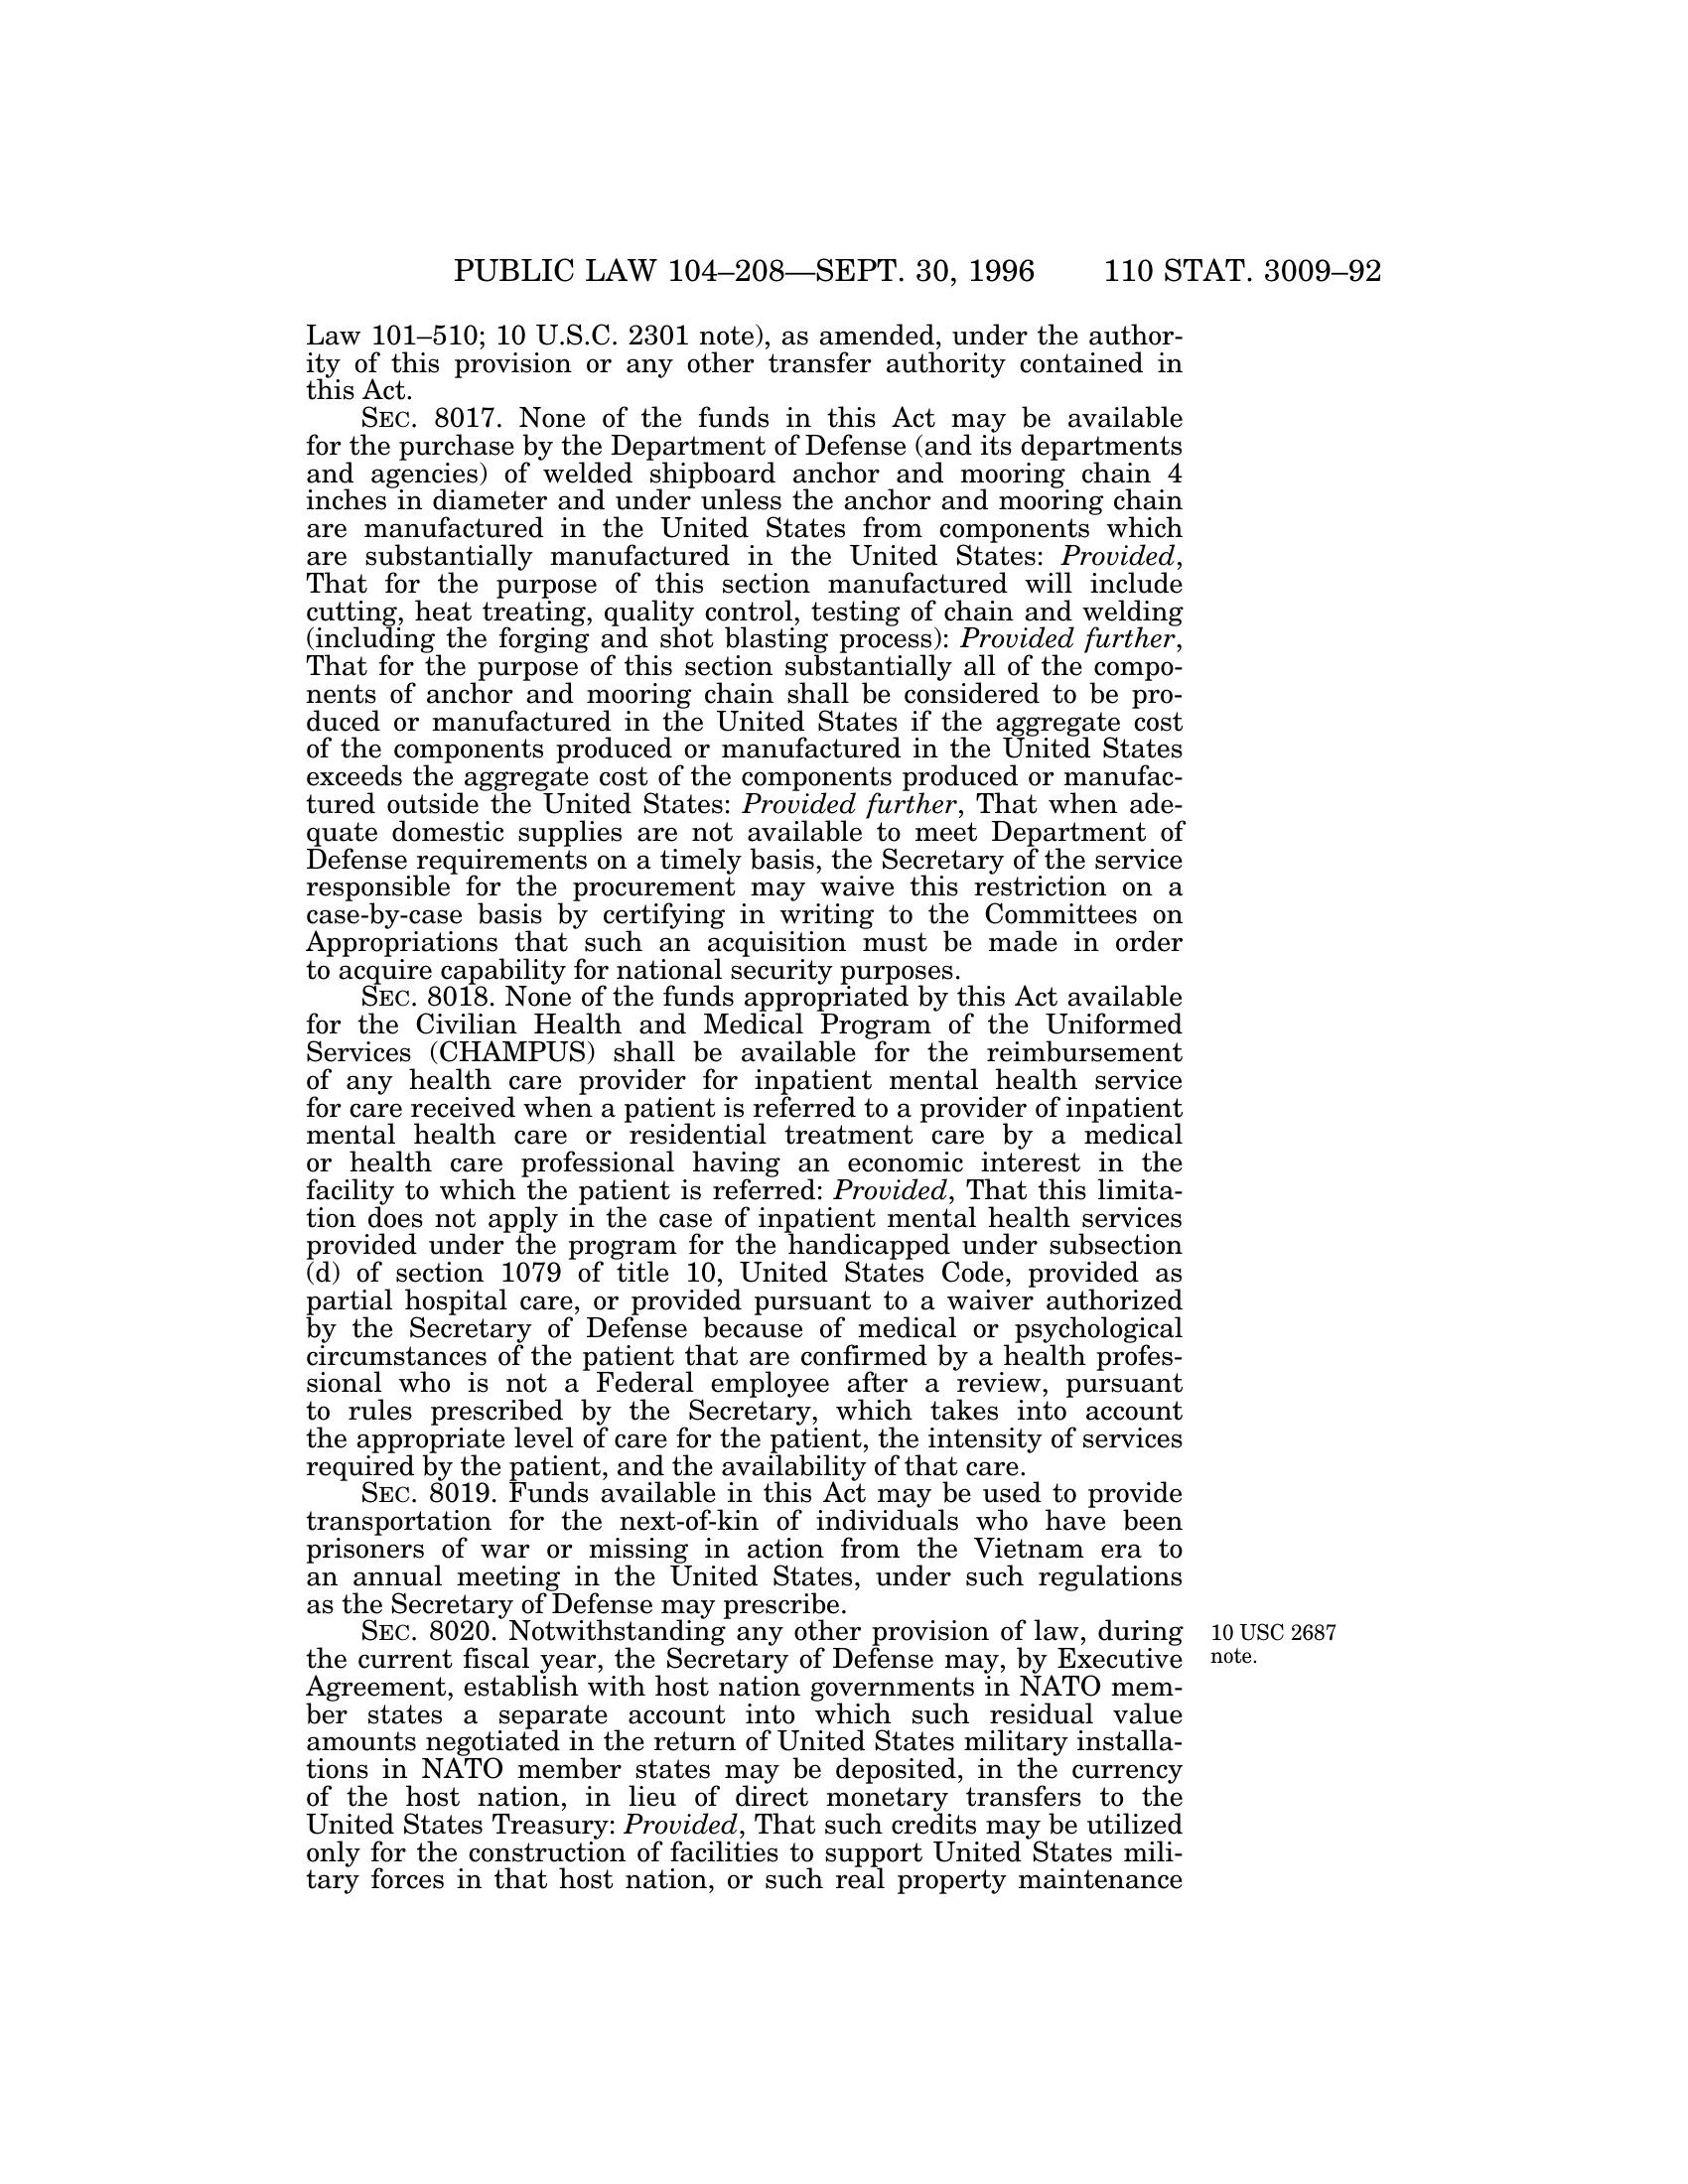 PUBLIC LAW 104–208—SEPT. 30, 1996 110 STAT. 3009–92
Law 101–510; 10 U.S.C. 2301 note), as amended, under the author-
ity of this provision or any other transfer authority contained in
this Act.
SEC. 8017. None of the funds in this Act may be available
for the purchase by the Department of Defense (and its departments
and agencies) of welded shipboard anchor and mooring chain 4
inches in diameter and under unless the anchor and mooring chain
are manufactured in the United States from components which
are substantially manufactured in the United States: Provided,
That for the purpose of this section manufactured will include
cutting, heat treating, quality control, testing of chain and welding
(including the forging and shot blasting process): Provided further,
That for the purpose of this section substantially all of the compo-
nents of anchor and mooring chain shall be considered to be pro-
duced or manufactured in the United States if the aggregate cost
of the components produced or manufactured in the United States
exceeds the aggregate cost of the components produced or manufac-
tured outside the United States: Provided further, That when ade-
quate domestic supplies are not available to meet Department of
Defense requirements on a timely basis, the Secretary of the service
responsible for the procurement may waive this restriction on a
case-by-case basis by certifying in writing to the Committees on
Appropriations that such an acquisition must be made in order
to acquire capability for national security purposes.
SEC. 8018. None of the funds appropriated by this Act available
for the Civilian Health and Medical Program of the Uniformed
Services (CHAMPUS) shall be available for the reimbursement
of any health care provider for inpatient mental health service
for care received when a patient is referred to a provider of inpatient
mental health care or residential treatment care by a medical
or health care professional having an economic interest in the
facility to which the patient is referred: Provided, That this limita-
tion does not apply in the case of inpatient mental health services
provided under the program for the handicapped under subsection
(d) of section 1079 of title 10, United States Code, provided as
partial hospital care, or provided pursuant to a waiver authorized
by the Secretary of Defense because of medical or psychological
circumstances of the patient that are confirmed by a health profes-
sional who is not a Federal employee after a review, pursuant
to rules prescribed by the Secretary, which takes into account
the appropriate level of care for the patient, the intensity of services
required by the patient, and the availability of that care.
SEC. 8019. Funds available in this Act may be used to provide
transportation for the next-of-kin of individuals who have been
prisoners of war or missing in action from the Vietnam era to
an annual meeting in the United States, under such regulations
as the Secretary of Defense may prescribe.
SEC. 8020. Notwithstanding any other provision of law, during
the current fiscal year, the Secretary of Defense may, by Executive
Agreement, establish with host nation governments in NATO mem-
ber states a separate account into which such residual value
amounts negotiated in the return of United States military installa-
tions in NATO member states may be deposited, in the currency
of the host nation, in lieu of direct monetary transfers to the
United States Treasury: Provided, That such credits may be utilized
only for the construction of facilities to support United States mili-
tary forces in that host nation, or such real property maintenance
10 USC 2687
note.